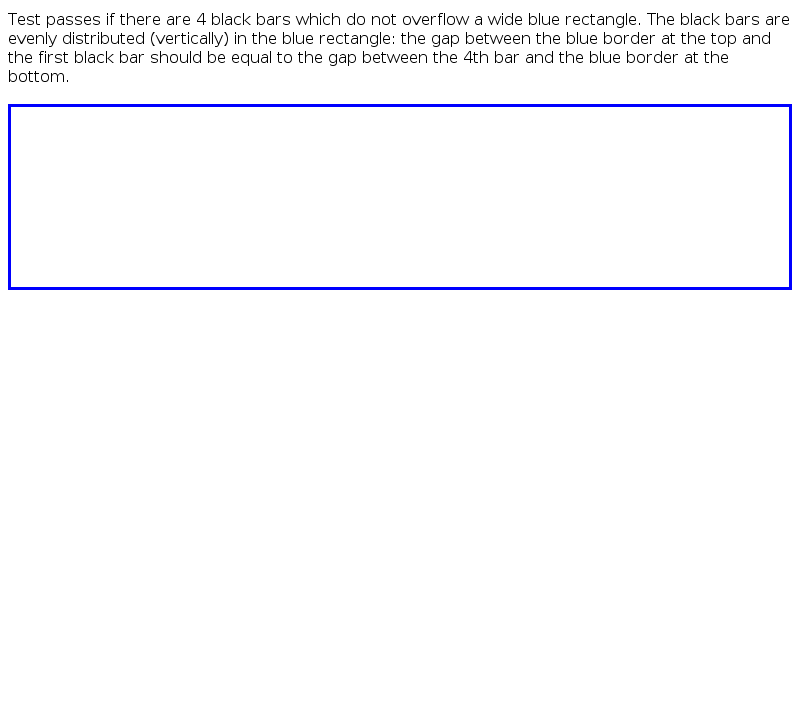 Test passes if there are 4 black bars which do not overflow a wide blue rectangle. The black bars are
evenly distributed (vertically) in the blue rectangle: the gap between the blue border at the top and
the first black bar should be equal to the gap between the 4th bar and the blue border at the
bottom.